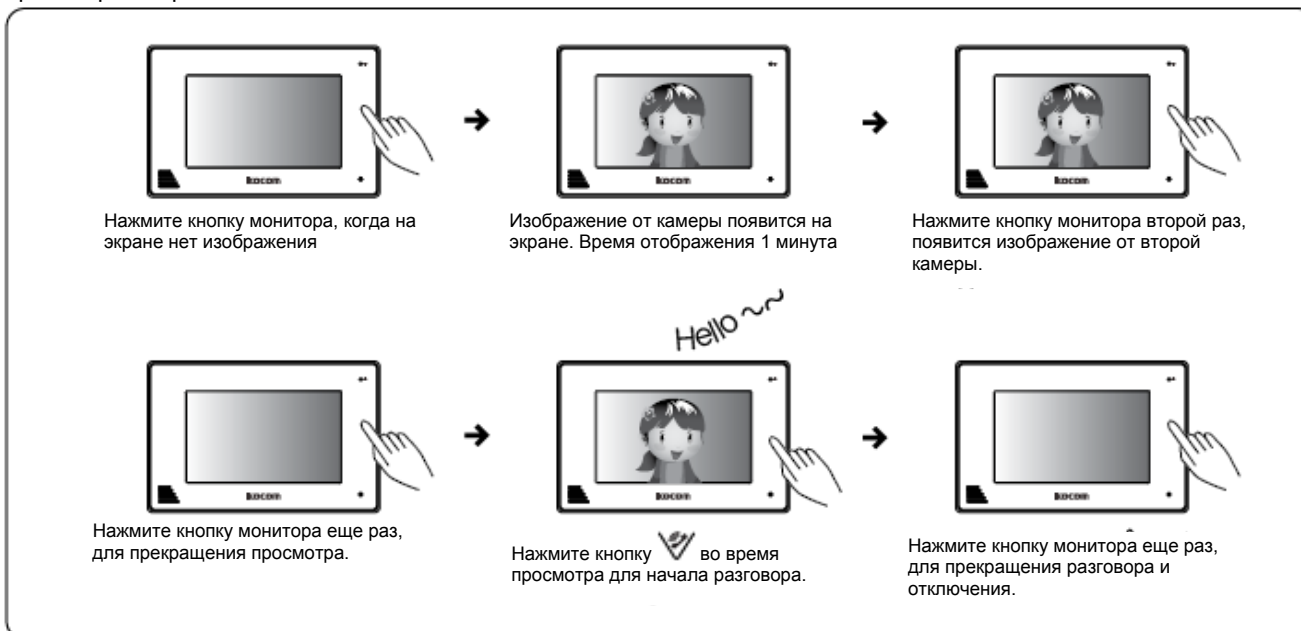 kocom
Нажмите кнопку монитора, когда на
экране нет изображения
kocom
Изображение от камеры появится на
экране. Время отображения 1 минута
kocom
Нажмите кнопку монитора второй раз,
появится изображение от второй
камеры.
kocom
Нажмите кнопку монитора еще раз,
для прекращения просмотра.
Hello ~~
kocom
Нажмите кнопку во время
просмотра для начала разговора.
kocom
Нажмите кнопку монитора еще раз,
для прекращения разговора и
отключения.